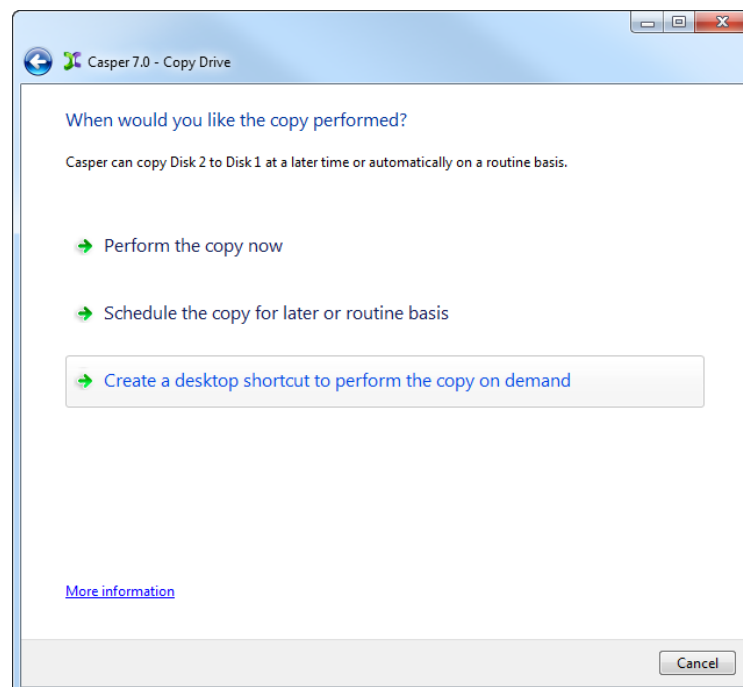 Casper 7.0 - Copy Drive
When would you like the copy performed?
Casper can copy Disk 2 to Disk 1 at a later time or automatically on a routine basis.
Perform the copy now
Schedule the copy for later or routine basis
Create a desktop shortcut to perform the copy on demand
More information
Cancel